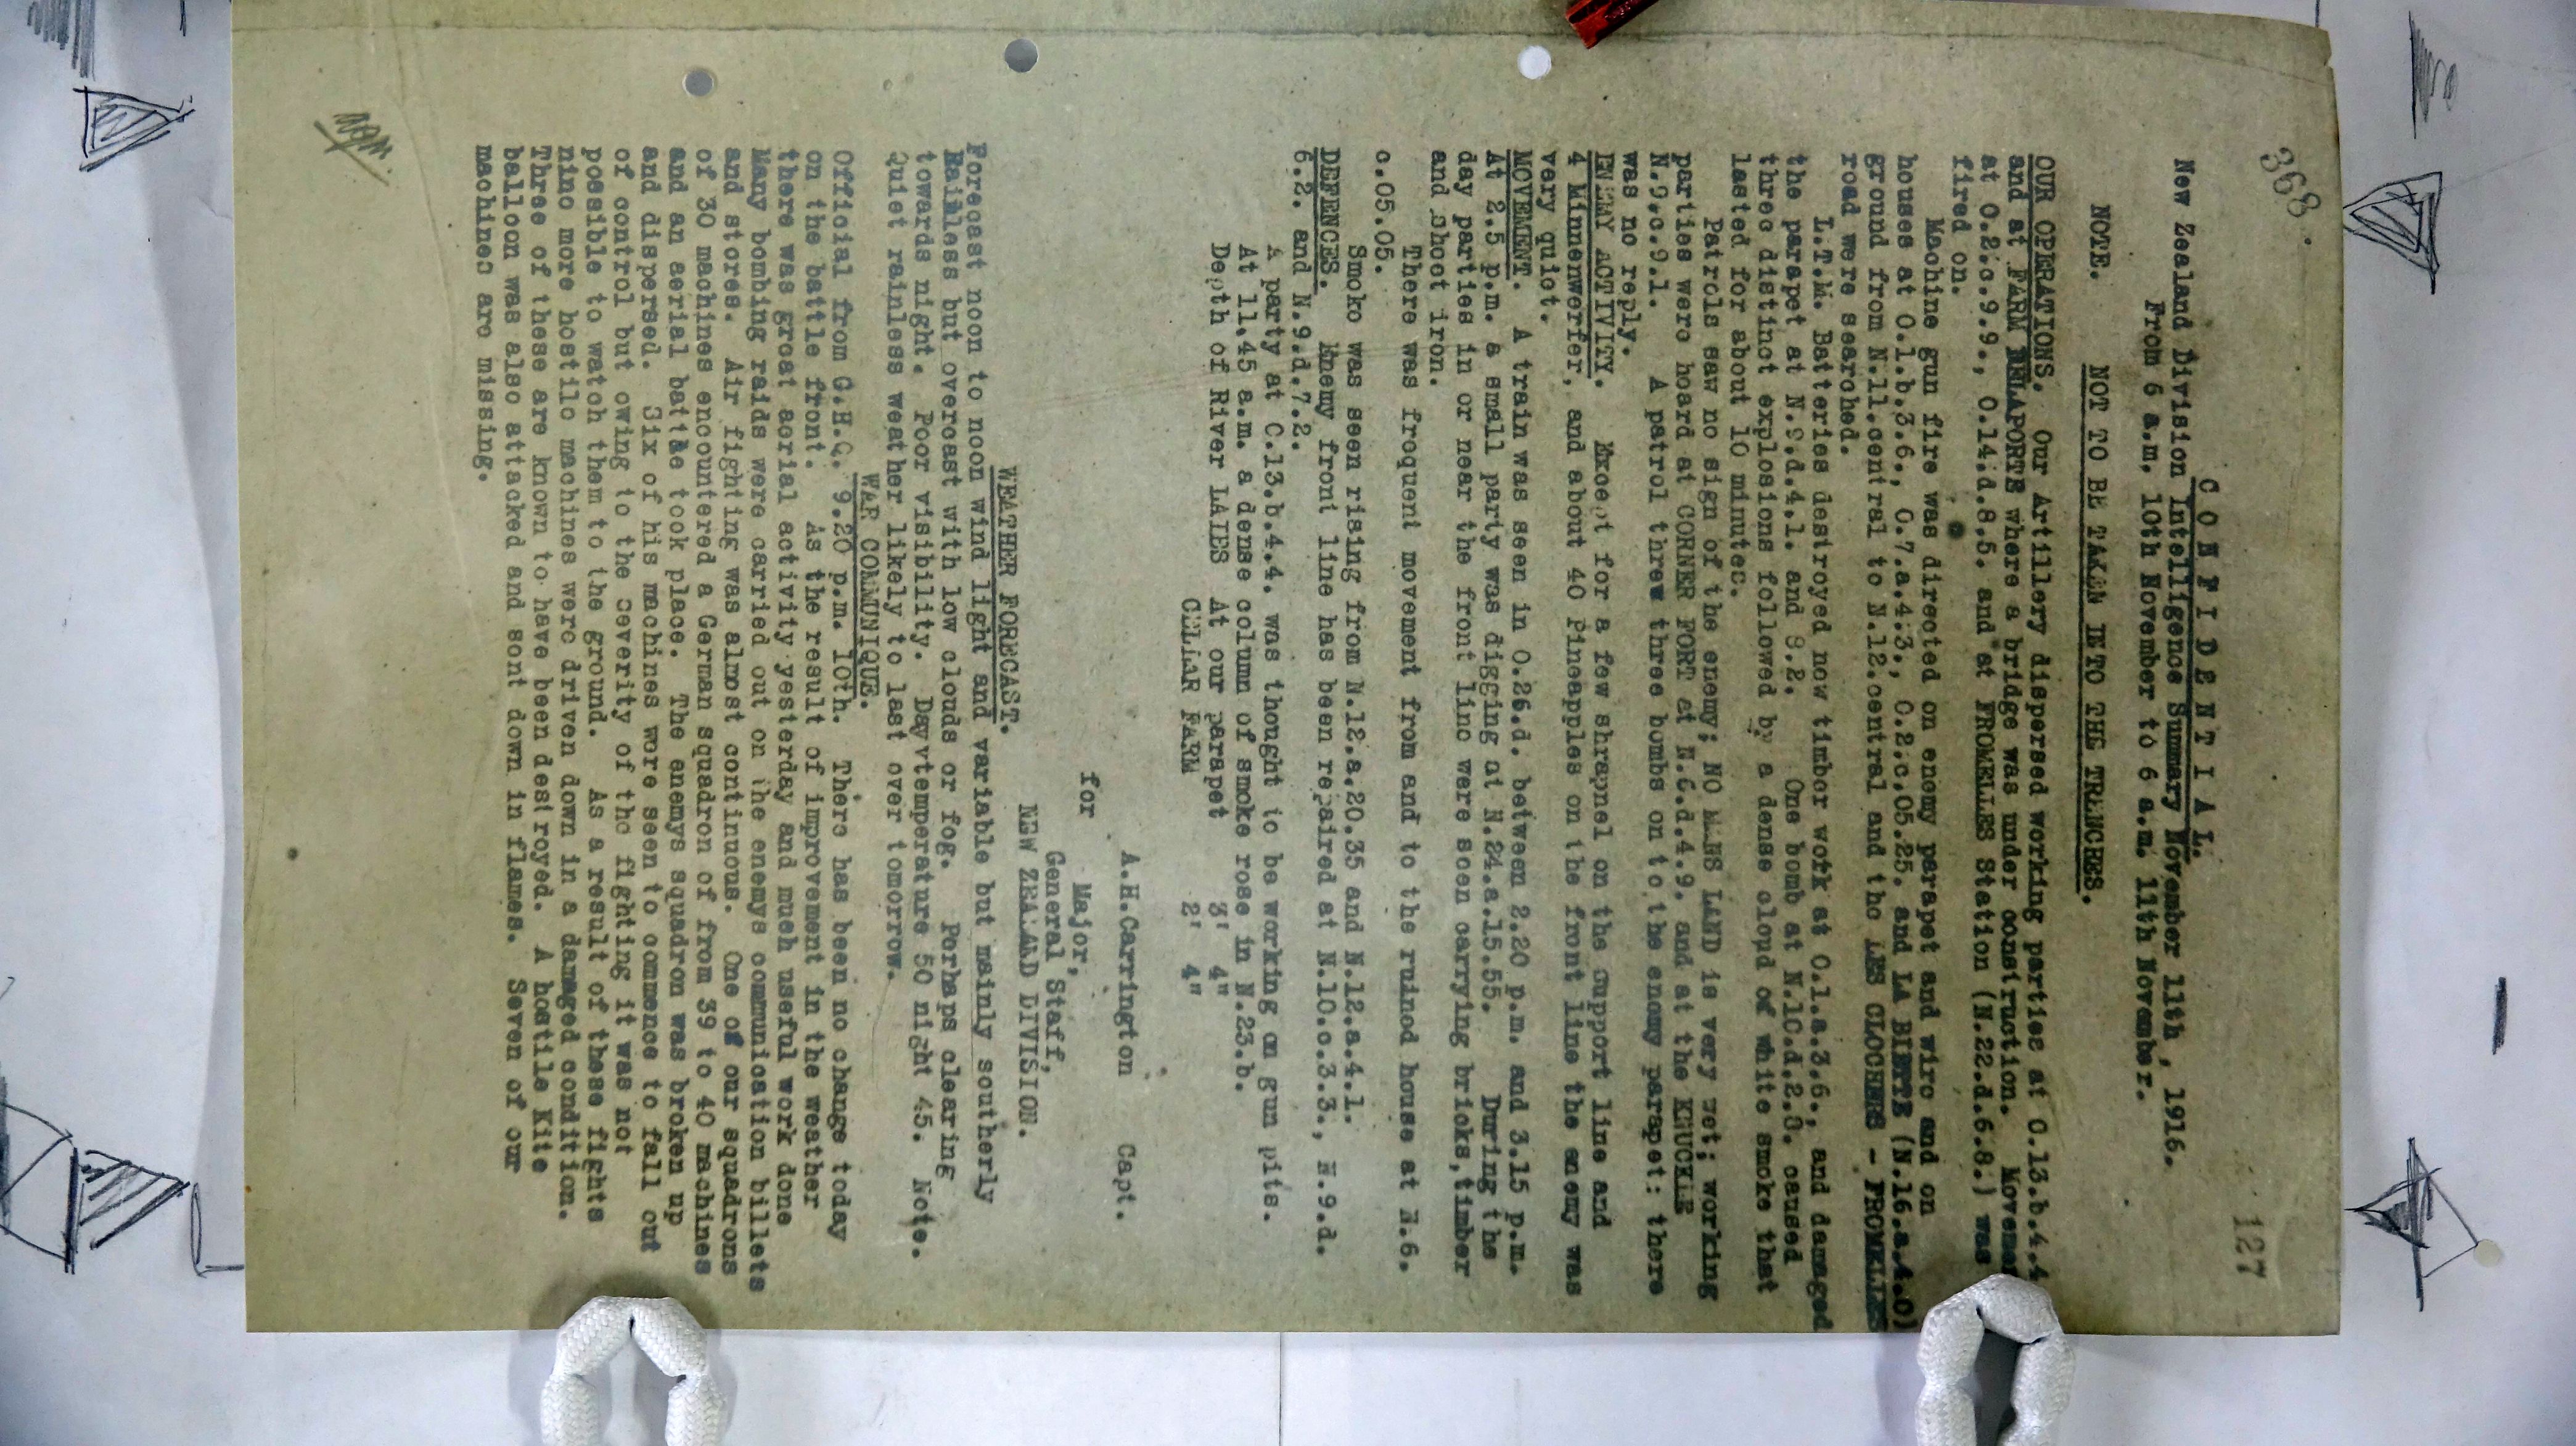 368.
127
C O N F I D E N T I A L.
New Zealand Division Intelligence Summary November 11th, 1916.
From 6 a.m. 10th November to 6 a.m. 11th November.
NOTE. NOT TO BE TAKEN INTO THE TRENCHES.
OUR OPERATIONS. Our Artillery dispersed working parties at O.13.b.4.4
and at FARM DELAPORTE where a bridge was under construction. Movemen
at O.2.c.9.9., O.14.d.8.5. and at FROMELLES Station (N.22.d.6.8.) was
fired on.
Machine gun fire was directed on enemy parapet and wire and on
houses at O.1.b.3.6, O.7.a.4.3, O.2.c.05.25. and LA BIETTE (N.16.a.4.0)
ground from N.11.central to N.12.central and the LES CLOCHERS - FROMELLES
road were searched.
L.T.M. Batteries destroyed new timber work at O.1.a.3.6., and damaged
the parapet at N.9.d.4.1. and 9.2. One bomb at N.10.d.2.8. caused
three distinct explosions followed by a dense cloud of white smoke that
lasted for about 10 minutes.
Patrols saw no sign of the enemy; NO MANS LAND is very wet; working
parties were heard at CORNER FORT at N.6.d.4.9. and at the KNUCKLE
N.9.c.9.1. A patrol threw three bombs on to the enemy parapet: there
was no reply.
ENEMY ACTIVITY. Except for a few shrapnel on the support line and
4 Minnenwerfer, and about 40 Pineapples on the front line the enemy was
very quiet.
MOVEMENT. A train was seen in O.26.d. between 2.20 p.m. and 3.15 p.m.
At 2.5 p.m. a small party was digging at N.24.a.15.55. During the
day parties in or near the front line were seen carrying bricks,timber
and sheet iron.
There was frequent movement from and to the ruined house at N.6.
c.05.05.
Smoke was seen rising from N.12.a.20.35 and N.12.a.4.1.
DEFENCES. Enemy front line has been repaired at N.10.c.3.3., N.9.d.
6.2. and N.9.d.7.2.
A party at C.13.b.4.4. was thought to be working on gun pits.
At 11.45 a.m. a dense column of smoke rose in N.23.b.
Depth of River LAIES At our parapet 3' 4"
CELLAR FARM 2' 4"
A.H.Carrington Capt.
for Major,
General Staff,
NEW ZEALAND DIVISION.
WEATHER FORECAST.
Forecast noon to noon wind light and variable but mainly southerly
Rainless but overcast with low clouds or fog. Perhaps clearing
towards night. Poor visibility. Dayvtemperature 50 night 45. Note.
Quiet rainless weather likely to last over tomorrow.
WAR COMMUNIQUE.
Official from G.H.Q. 9.20 p.m. 10th. There has been no change today
on the battle front. As the result of improvement in the weather
there was great aerial activity yesterday and much useful work done
Many bombing raids were carried out on the enemys communication billets
and stores. Air fighting was almost continuous. One of our squadrons
of 30 machines encountered a German squadron of from 39 to 40 machines
and an aerial battle took place. The enemys squadron was broken up
and dispersed. Six of his machines were seen to commence to fall out
of control but owing to the severity of the fighting it was not
possible to watch them to the ground. As a result of these fights
nine more hostile machines were driven down in a damaged condition.
Three of these are known to have been destroyed. A hostile Kite
balloon was also attacked and sent down in flames. Seven of our
machines are missing.